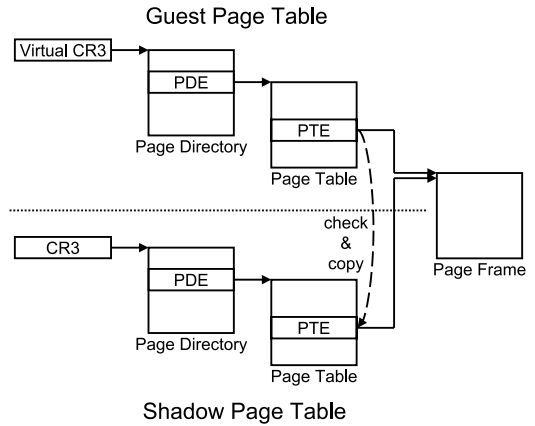 Guest Page Table
Virtual CR3
PDE
Page Directory
PTE
Page Table
check
&
copy
Page Frame
CR3
PDE
Page Directory
PTE
Page Table
Shadow Page Table